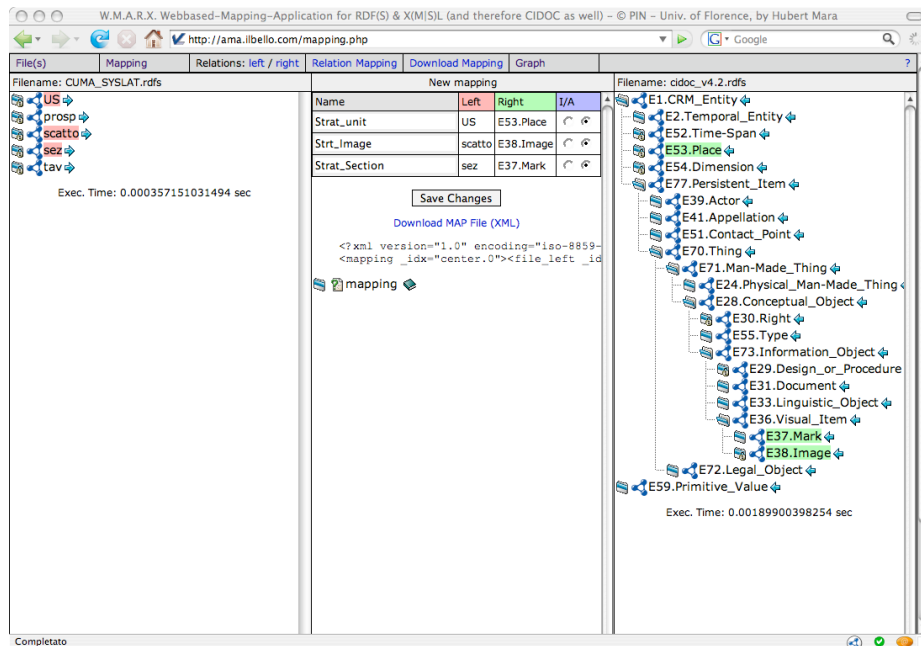 W.M.A.R.X. Webbased-Mapping-Application for RDF(S) & X(M|S)L (and therefore CIDOC as well) – © PIN – Univ. of Florence, by Hubert Mara
http://ama.ilbello.com/mapping.php
G Google
File(s) Mapping Relations: left / right Relation Mapping Download Mapping Graph ?
Filename: CUMA_SYSLAT.rdfs
US
prosp
scatto
sez
tav
Exec. Time: 0.000357151031494 sec
New mapping
Name Left Right I/A
Strat_unit US E53.Place
Strt_Image scatto E38.Image
Strat_Section sez E37.Mark
Save Changes
Download MAP File (XML)
<?xml version="1.0" encoding="iso-8859-
<mapping _idx="center.0"><file_left _id
mapping
Filename: cidoc_v4.2.rdfs
E1.CRM_Entity
E2.Temporal_Entity
E52.Time-Span
E53.Place
E54.Dimension
E77.Persistent_Item
E39.Actor
E41.Appellation
E51.Contact_Point
E70.Thing
E71.Man-Made_Thing
E24.Physical_Man-Made_Thing
E28.Conceptual_Object
E30.Right
E55.Type
E73.Information_Object
E29.Design_or_Procedure
E31.Document
E33.Linguistic_Object
E36.Visual_Item
E37.Mark
E38.Image
E72.Legal_Object
E59.Primitive_Value
Exec. Time: 0.00189900398254 sec
Completato